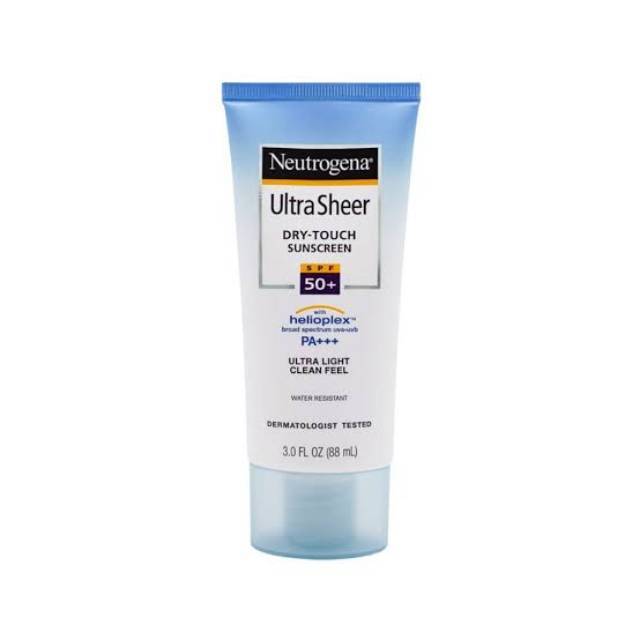 Neutrogena®
Ultra Sheer
DRY-TOUCH
SUNSCREEN
SPF
50+
with
helioplex™
broad spectrum uva•uvb
PA+++
ULTRA LIGHT
CLEAN FEEL
WATER RESISTANT
DERMATOLOGIST TESTED
3.0 FL OZ (88 mL)